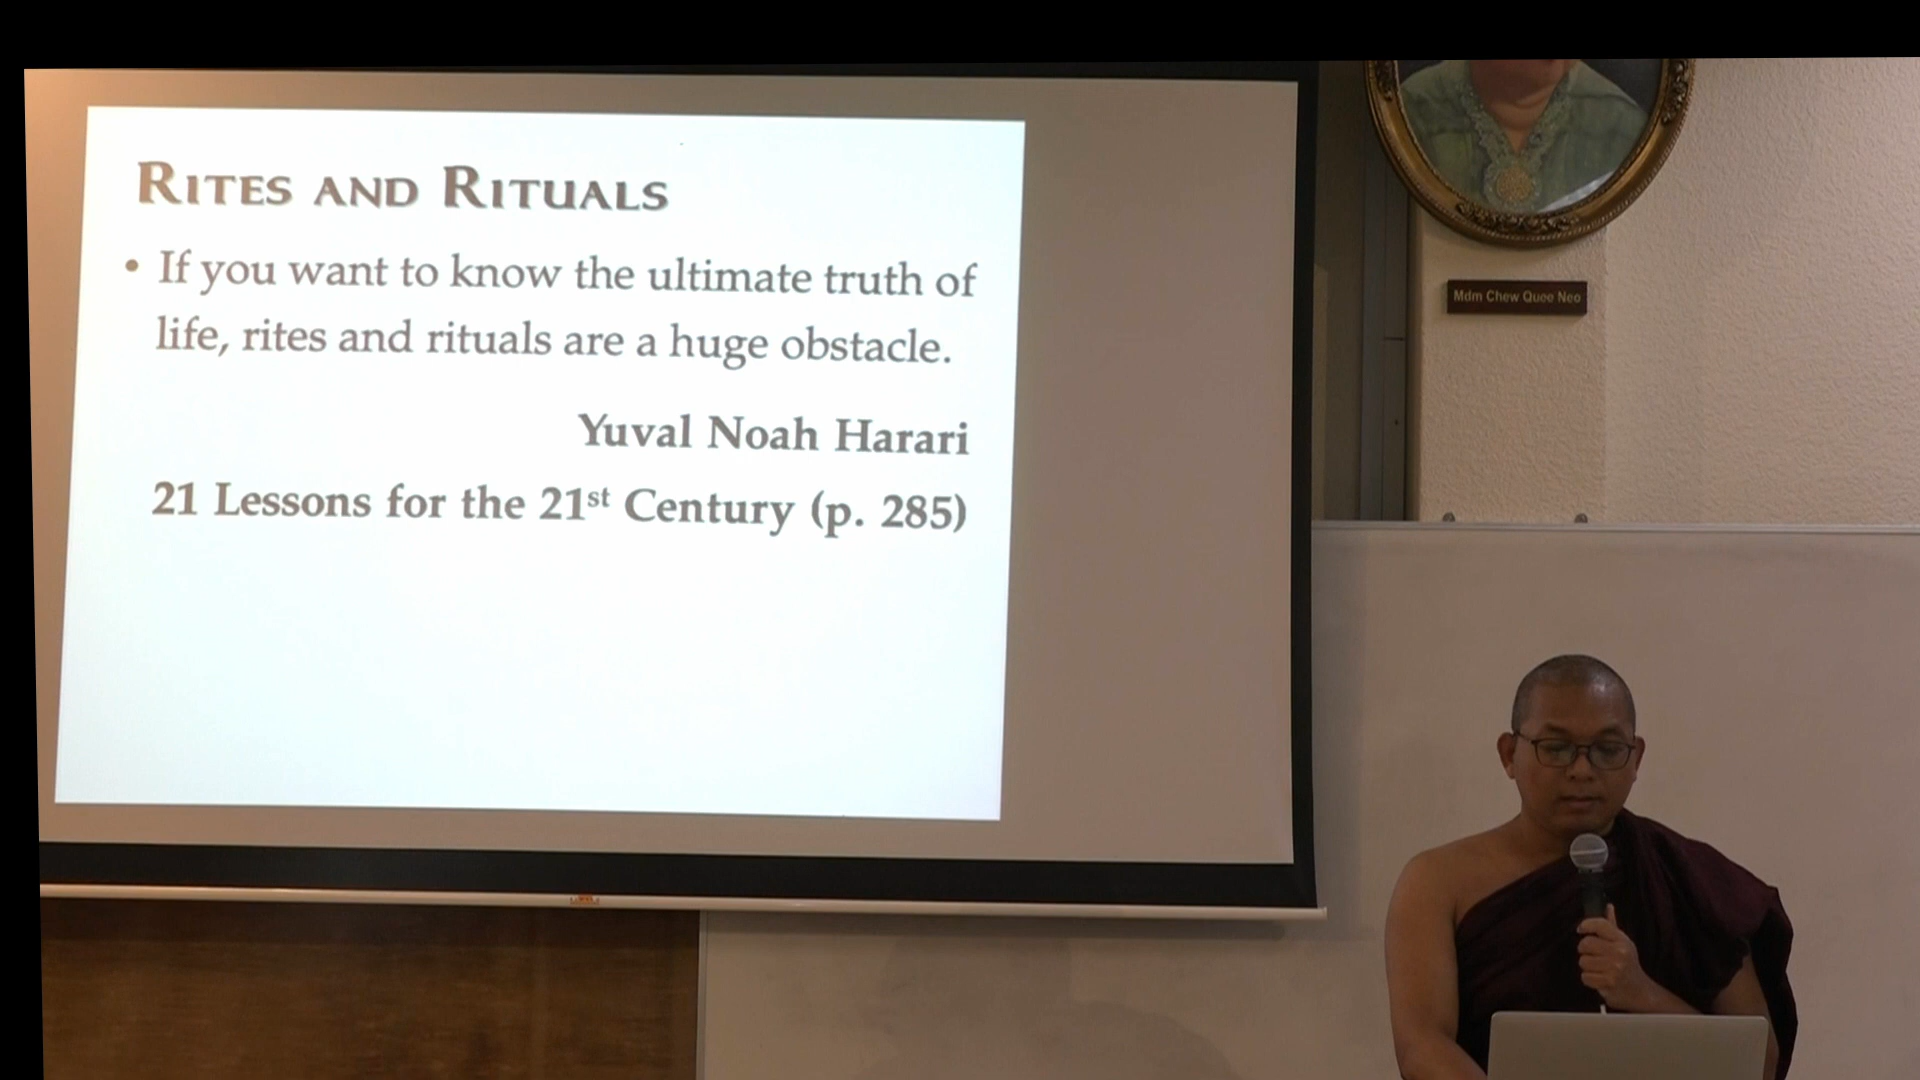 RITES AND RITUALS
• If you want to know the ultimate truth of
life, rites and rituals are a huge obstacle.
Yuval Noah Harari
21 Lessons for the 21st Century (p. 285)
Mdm Chew Quee Neo